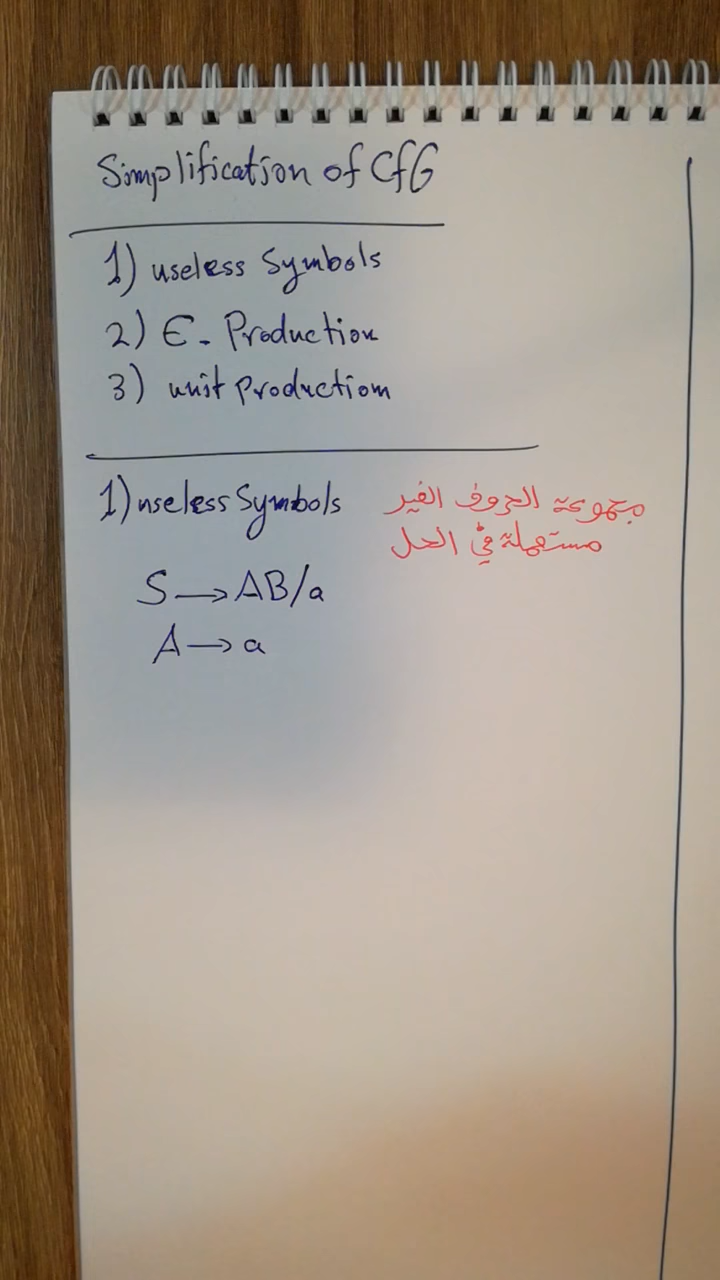 Simplification of CFG
1) useless Symbols
2) ϵ- Production
3) unit Production
1) useless Symbols مجموعة الحروف الغير
مستعملة في الحل
S → AB/a
A → a